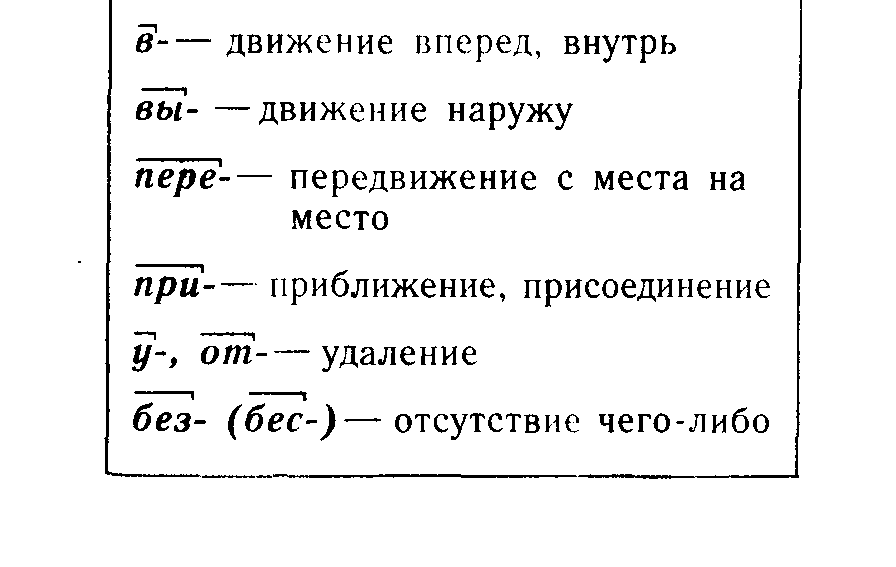 в- — движение вперед, внутрь
вы- — движение наружу
пере- — передвижение с места на
место
при- — приближение, присоединение
у-, от- — удаление
без- (бес-) — отсутствие чего-либо